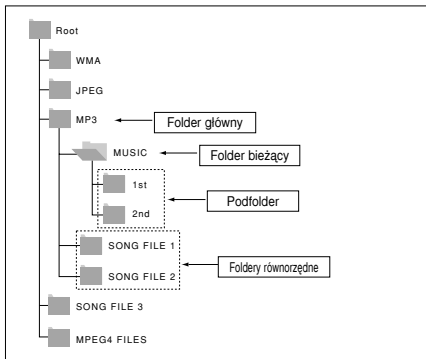 Root
WMA
JPEG
MP3
Folder główny
MUSIC
Folder bieżący
1st
Podfolder
2nd
SONG FILE 1
Foldery równorzędne
SONG FILE 2
SONG FILE 3
MPEG4 FILES